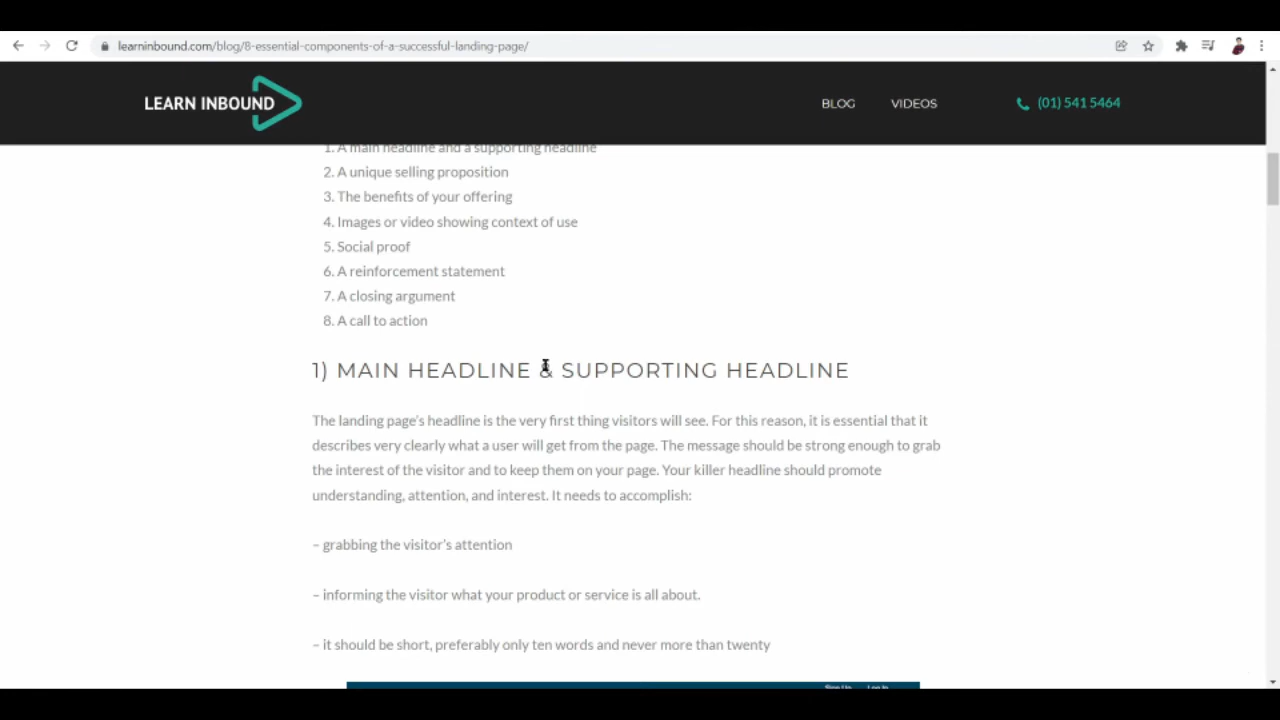 learninbound.com/blog/8-essential-components-of-a-successful-landing-page/
LEARN INBOUND
BLOG
VIDEOS
(01) 541 5464
1. A main headline and a supporting headline
2. A unique selling proposition
3. The benefits of your offering
4. Images or video showing context of use
5. Social proof
6. A reinforcement statement
7. A closing argument
8. A call to action
1) MAIN HEADLINE & SUPPORTING HEADLINE
The landing page's headline is the very first thing visitors will see. For this reason, it is essential that it
describes very clearly what a user will get from the page. The message should be strong enough to grab
the interest of the visitor and to keep them on your page. Your killer headline should promote
understanding, attention, and interest. It needs to accomplish:
– grabbing the visitor's attention
– informing the visitor what your product or service is all about.
– it should be short, preferably only ten words and never more than twenty
Sign Up Log In